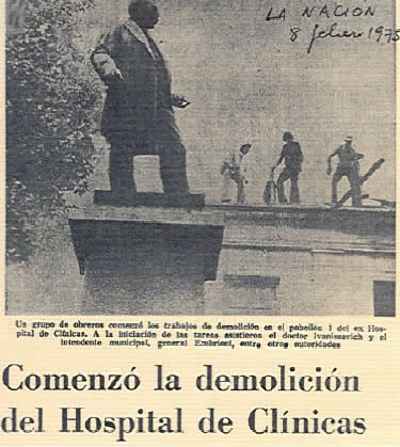 LA NACION
8 febrero 1975
Un grupo de obreros comenzó los trabajos de demolición en el pabellón 1 del ex Hos-
pital de Clínicas. A la iniciación de las tareas asistieron el doctor Ivanissevich y el
intendente municipal, general Embrioni, entre otras autoridades
Comenzó la demolición
del Hospital de Clínicas